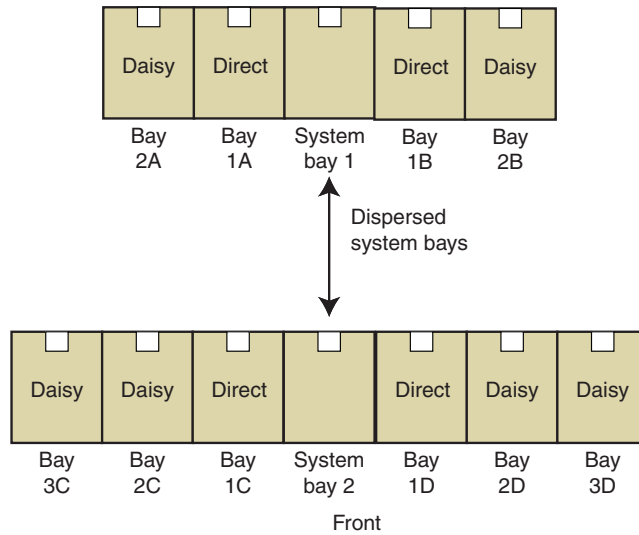 Daisy Direct Direct Daisy
Bay 2A
Bay 1A
System bay 1
Bay 1B
Bay 2B
Dispersed
system bays
Daisy Daisy Direct Direct Daisy Daisy
Bay 3C
Bay 2C
Bay 1C
System bay 2
Bay 1D
Bay 2D
Bay 3D
Front